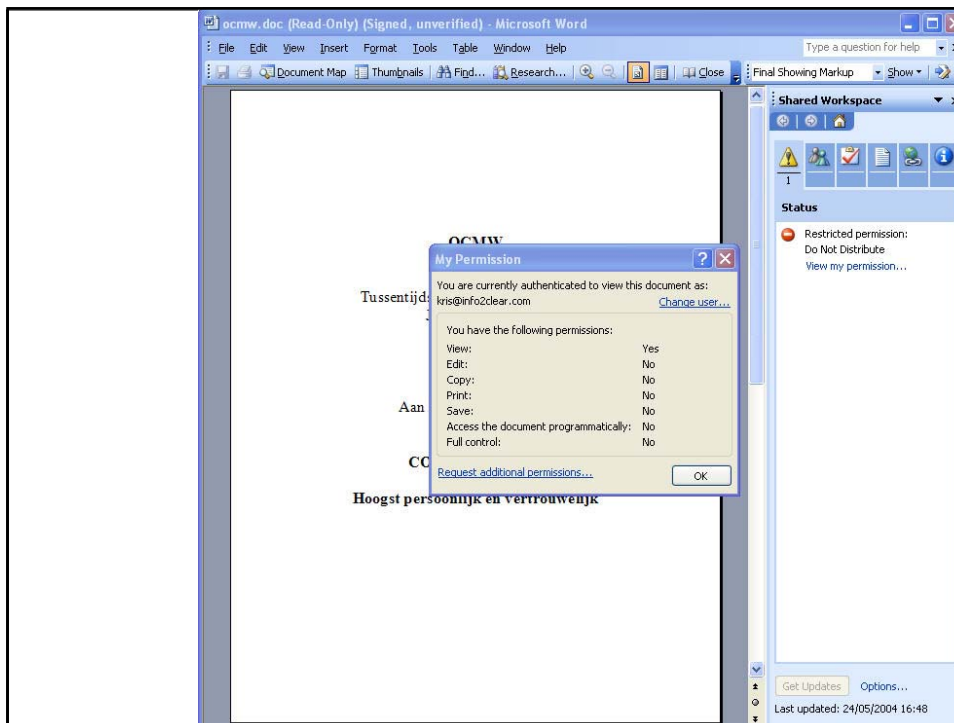 ocmw.doc (Read-Only) (Signed, unverified) - Microsoft Word
File Edit View Insert Format Tools Table Window Help
Type a question for help
Document Map Thumbnails Find... Research... Close Final Showing Markup Show
Shared Workspace
1
Status
Restricted permission:
Do Not Distribute
View my permission...
OCMW
Tussentijds
Aan
CO
Hoogst persoonlijk en vertrouwelijk
My Permission
You are currently authenticated to view this document as:
kris@info2clear.com Change user...
You have the following permissions:
View: Yes
Edit: No
Copy: No
Print: No
Save: No
Access the document programmatically: No
Full control: No
Request additional permissions... OK
Get Updates Options...
Last updated: 24/05/2004 16:48